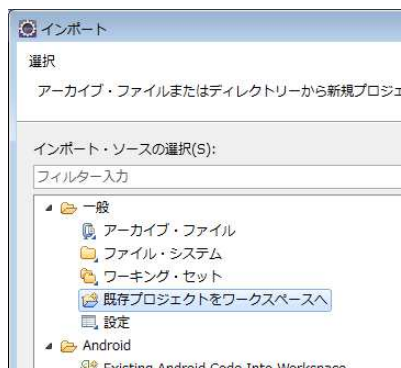 インポート
選択
アーカイブ・ファイルまたはディレクトリーから新規プロジェ
インポート・ソースの選択(S):
フィルター入力
一般
アーカイブ・ファイル
ファイル・システム
ワーキング・セット
既存プロジェクトをワークスペースへ
設定
Android
Existing Android Code Into Workspace